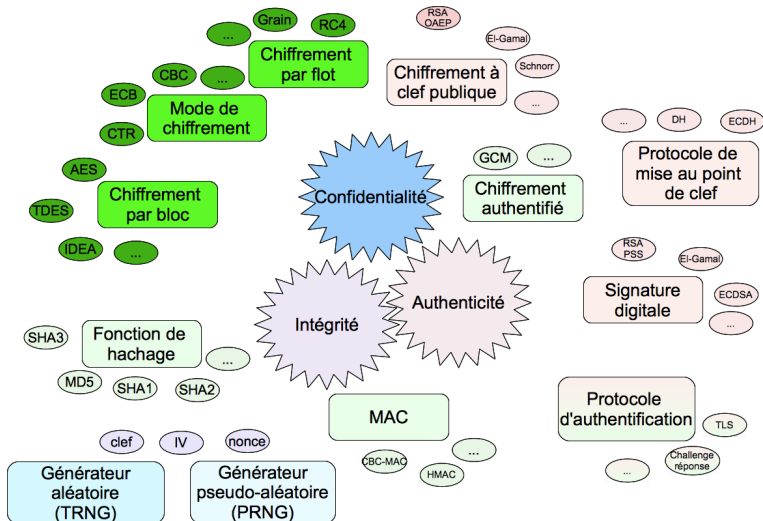 Grain
RC4
...
Chiffrement
par flot
CBC
...
ECB
Mode de
chiffrement
CTR
AES
Chiffrement
par bloc
TDES
IDEA
...
RSA
OAEP
El-Gamal
Chiffrement à
clef publique
Schnorr
...
...
DH
ECDH
Protocole de
mise au point
de clef
GCM
...
Chiffrement
authentifié
Confidentialité
Authenticité
Intégrité
RSA
PSS
El-Gamal
Signature
digitale
ECDSA
...
SHA3
Fonction de
hachage
...
MD5
SHA1
SHA2
MAC
CBC-MAC
HMAC
...
Protocole
d'authentification
TLS
Challenge
réponse
...
clef
IV
nonce
Générateur
aléatoire
(TRNG)
Générateur
pseudo-aléatoire
(PRNG)